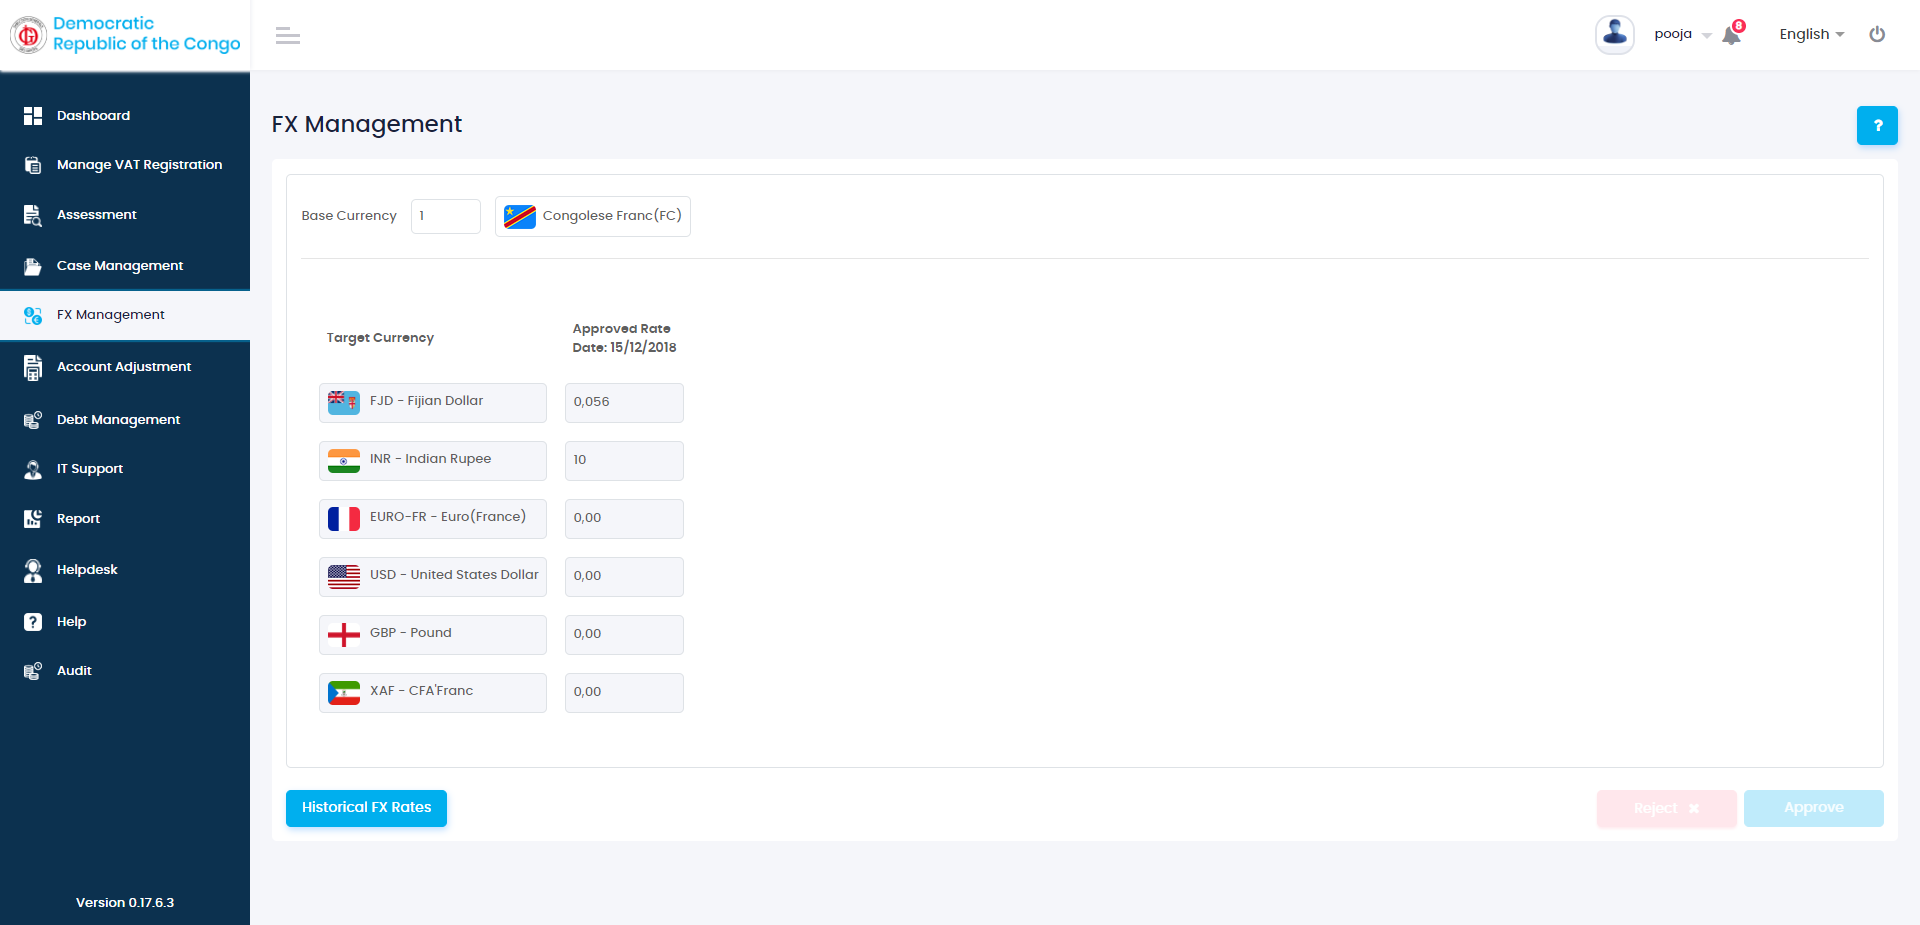 Democratic
Republic of the Congo
pooja
8
English
Dashboard
Manage VAT Registration
Assessment
Case Management
FX Management
Account Adjustment
Debt Management
IT Support
Report
Helpdesk
Help
Audit
Version 0.17.6.3
FX Management
?
Base Currency 1 Congolese Franc(FC)
Target Currency
Approved Rate
Date: 15/12/2018
FJD - Fijian Dollar 0,056
INR - Indian Rupee 10
EURO-FR - Euro(France) 0,00
USD - United States Dollar 0,00
GBP - Pound 0,00
XAF - CFA'Franc 0,00
Historical FX Rates
Reject ✖
Approve